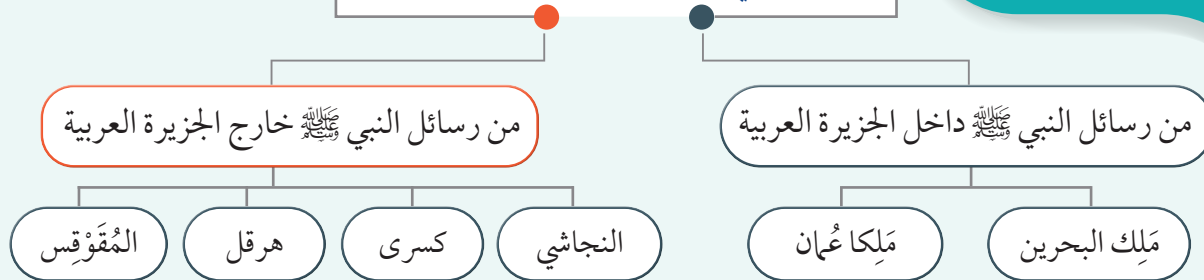 من رسائل النبي ﷺ داخل الجزيرة العربية
من رسائل النبي ﷺ خارج الجزيرة العربية
مَلِك البحرين
مَلِكا عُمان
النجاشي
كسرى
هرقل
المُقَوْقِس